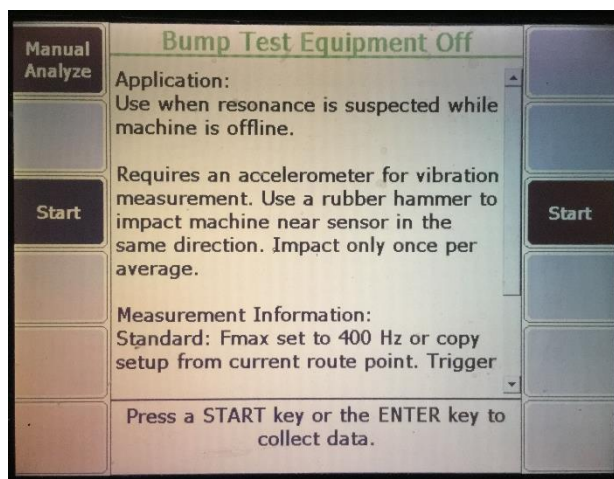 Manual
Analyze
Bump Test Equipment Off
Application:
Use when resonance is suspected while
machine is offline.
Requires an accelerometer for vibration
measurement. Use a rubber hammer to
impact machine near sensor in the
same direction. Impact only once per
average.
Start
Start
Measurement Information:
Standard: Fmax set to 400 Hz or copy
setup from current route point. Trigger
Press a START key or the ENTER key to
collect data.